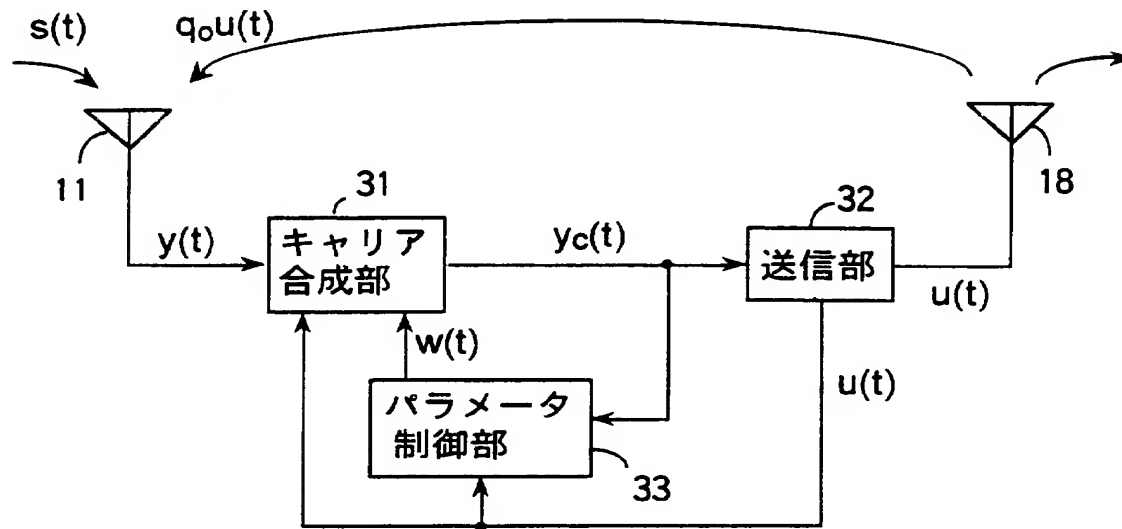 s(t)
qou(t)
11
18
31
32
y(t)
キャリア
合成部
yc(t)
送信部
u(t)
w(t)
u(t)
パラメータ
制御部
33